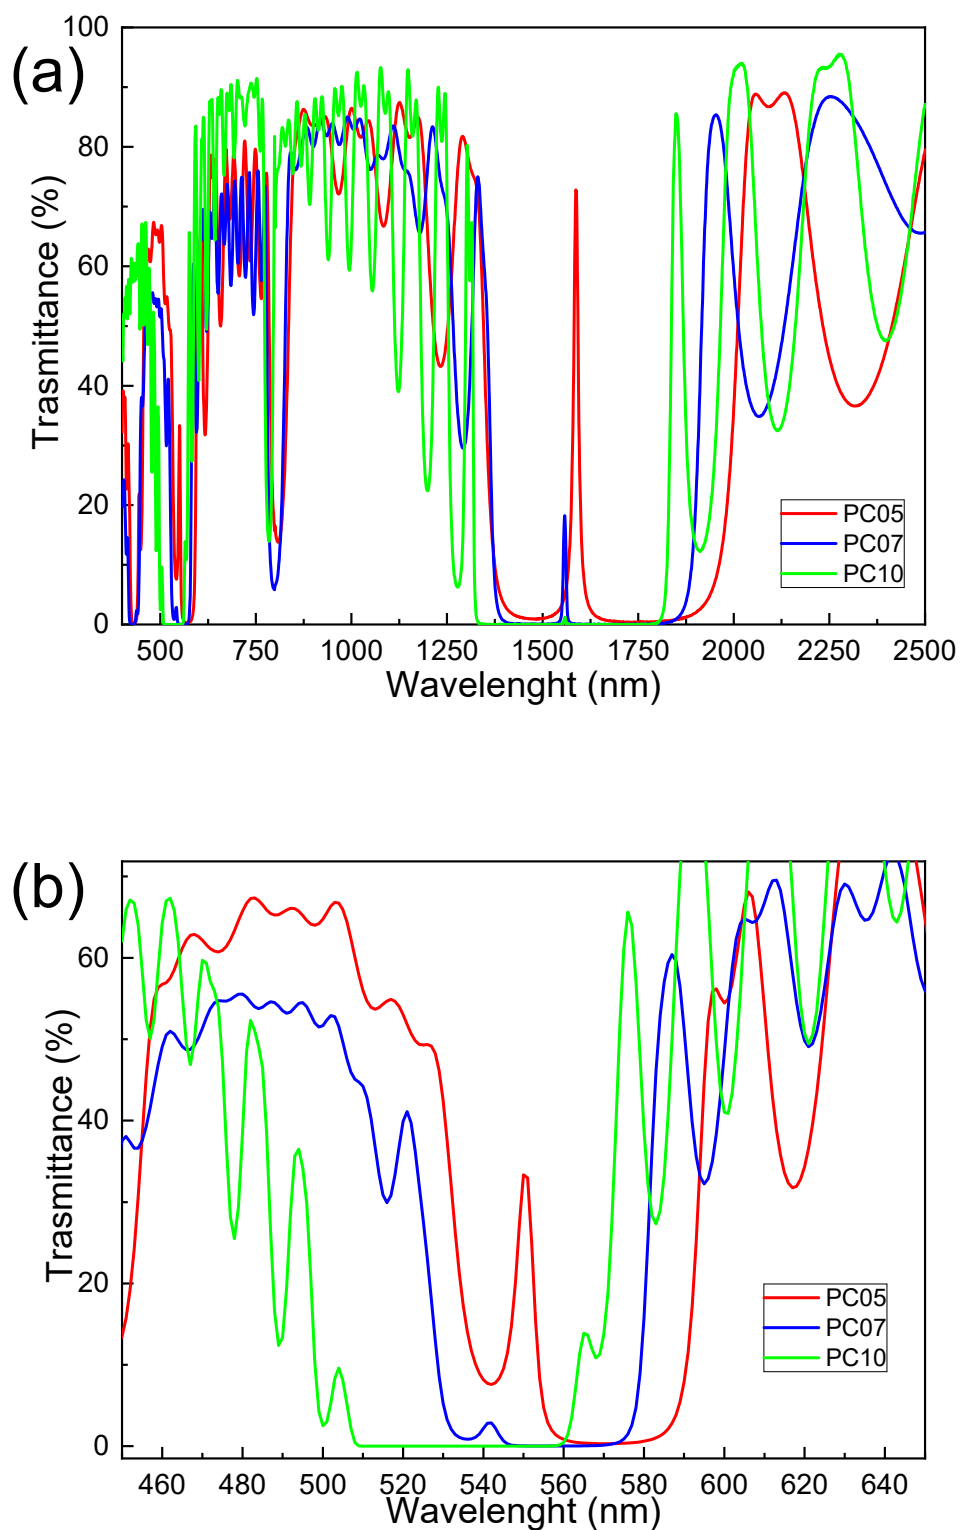 (a)
Trasmittance (%)
100
80
60
40
20
0
PC05
PC07
PC10
500 750 1000 1250 1500 1750 2000 2250 2500
Wavelenght (nm)
(b)
Trasmittance (%)
60
40
20
0
PC05
PC07
PC10
460 480 500 520 540 560 580 600 620 640
Wavelenght (nm)